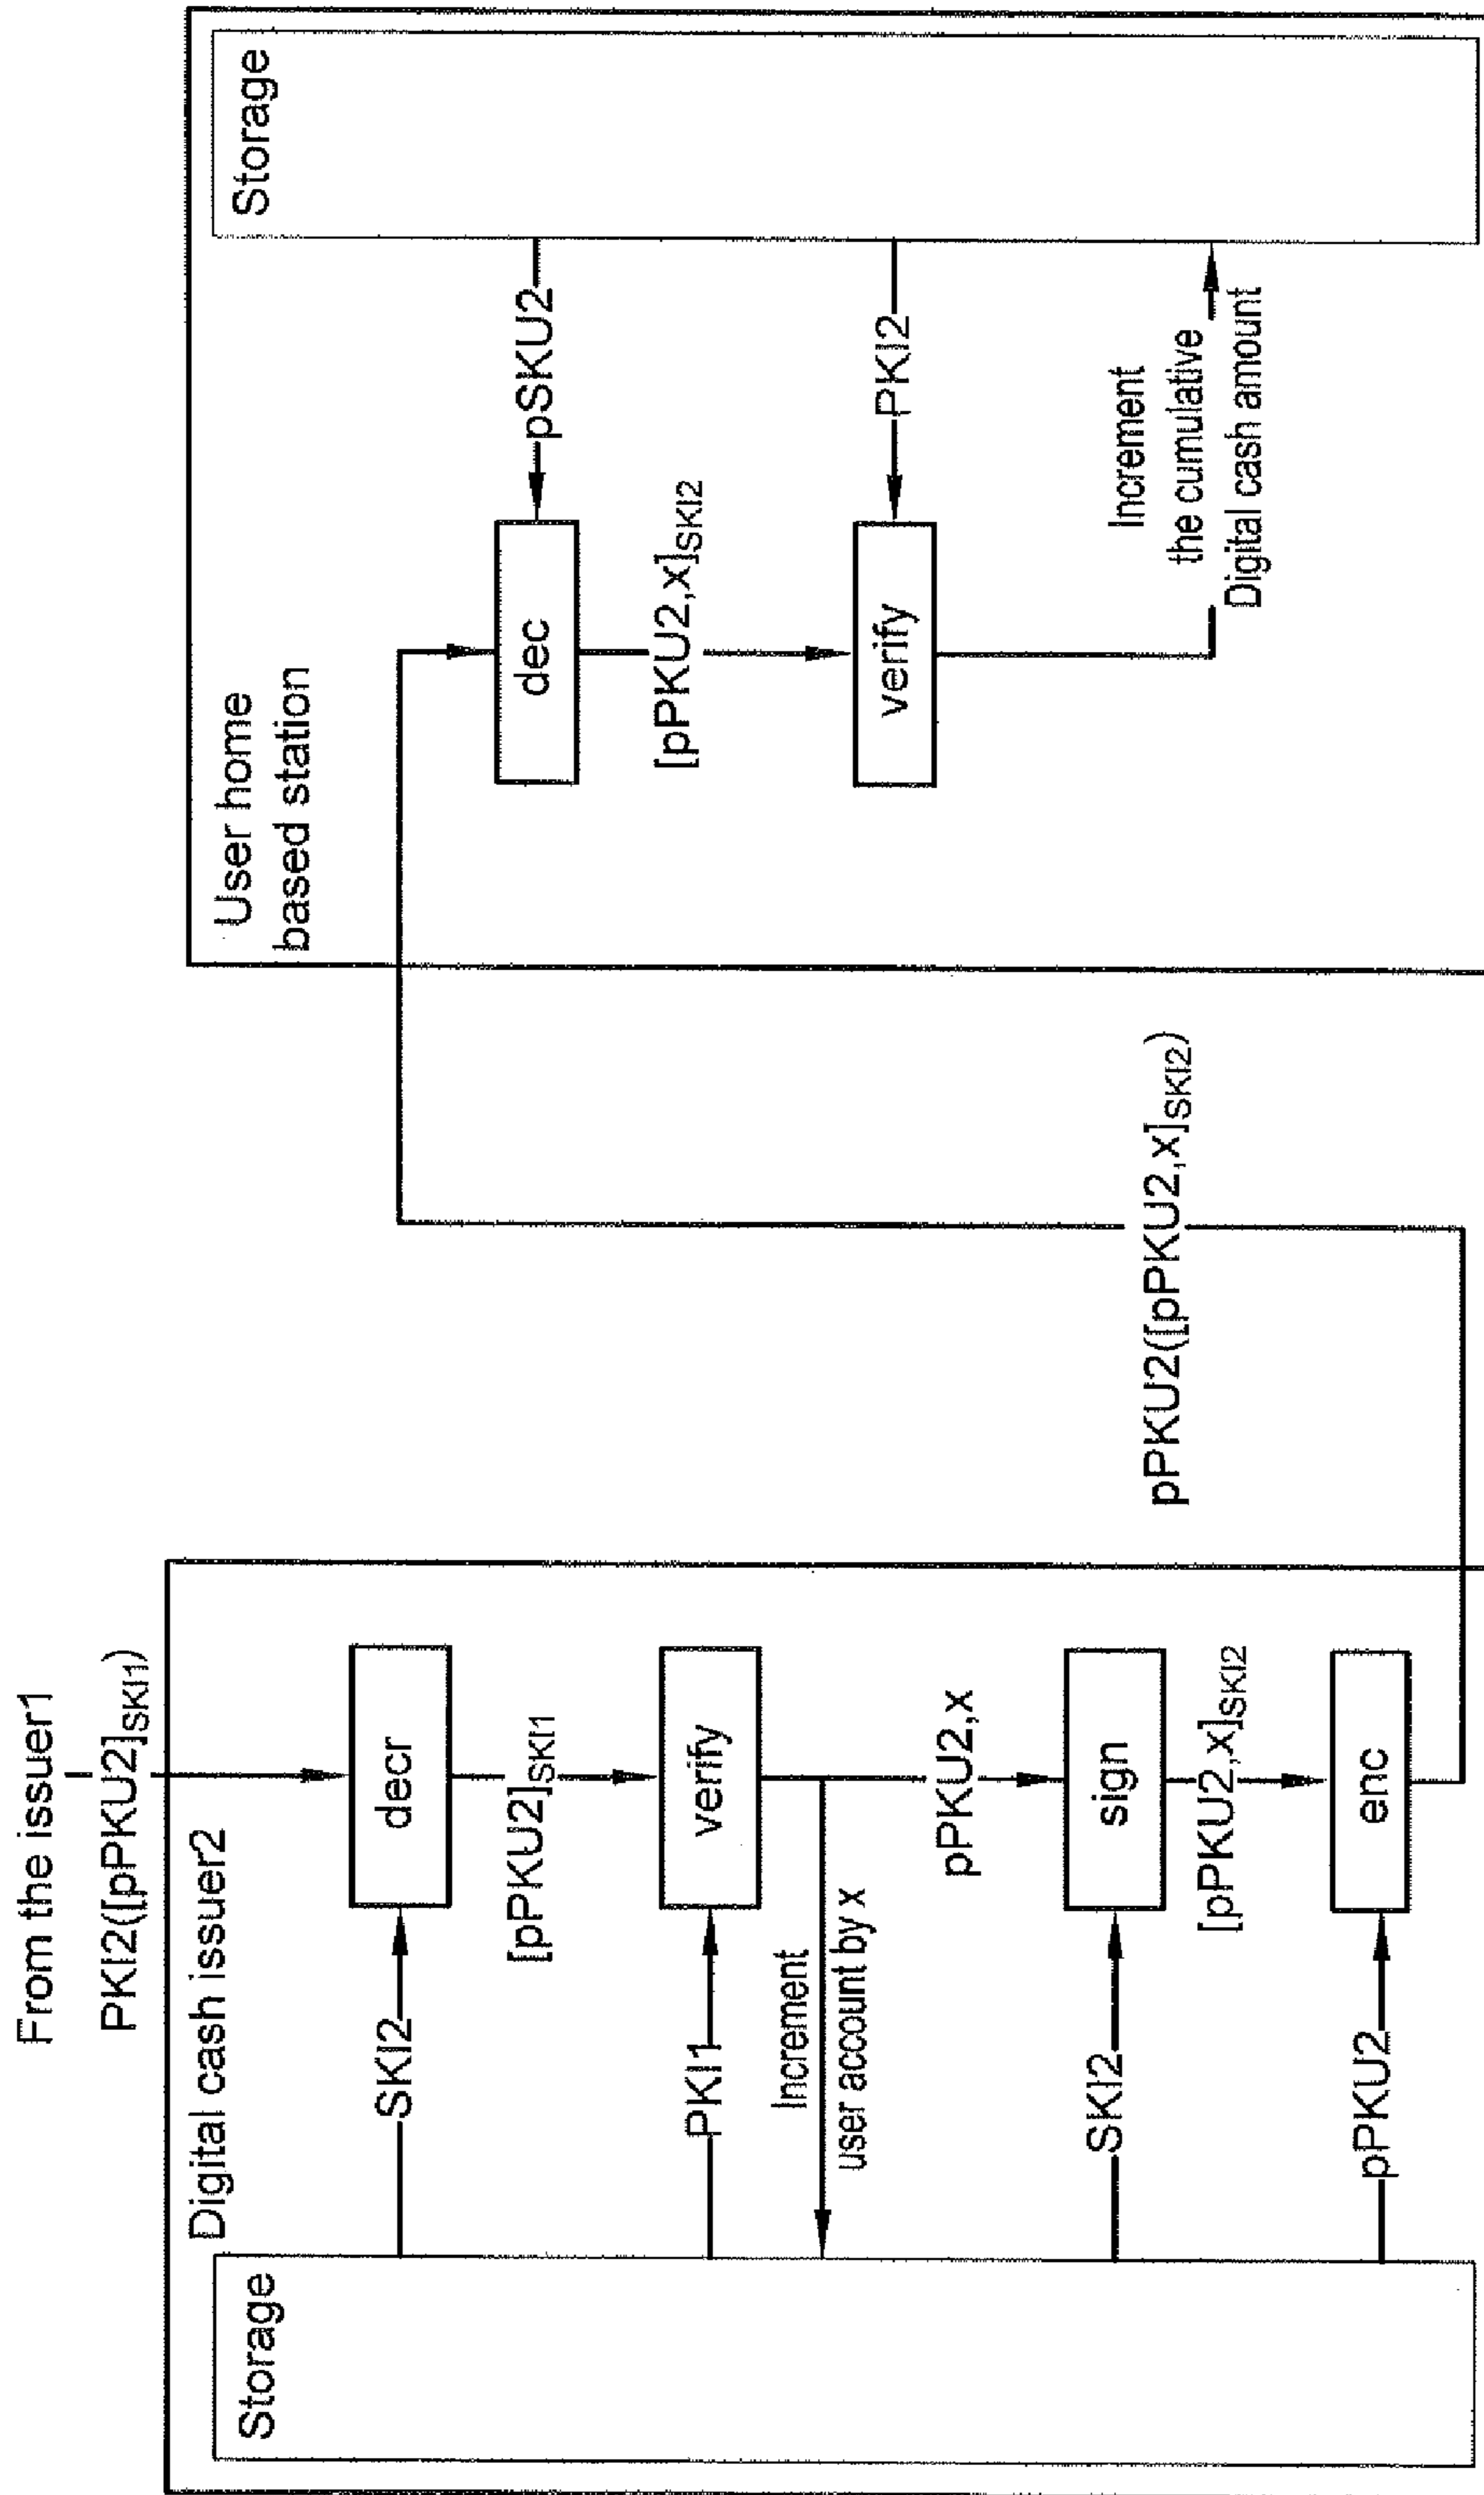 From the issuer1
PKI2([pPKU2]SKI1)
Digital cash issuer2
Storage
SKI2
decr
[pPKU2]SKI1
PKI1
verify
Increment
user account by x
pPKU2,x
SKI2
sign
[pPKU2,x]SKI2
pPKU2
enc
pPKU2([pPKU2,x]SKI2)
User home
based station
Storage
dec
pSKU2
[pPKU2,x]SKI2
verify
PKI2
Increment
the cumulative
Digital cash amount